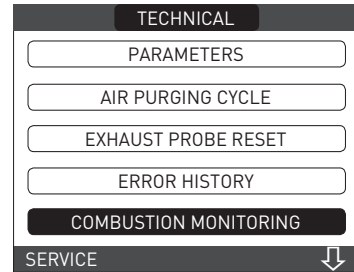 TECHNICAL
PARAMETERS
AIR PURGING CYCLE
EXHAUST PROBE RESET
ERROR HISTORY
COMBUSTION MONITORING
SERVICE